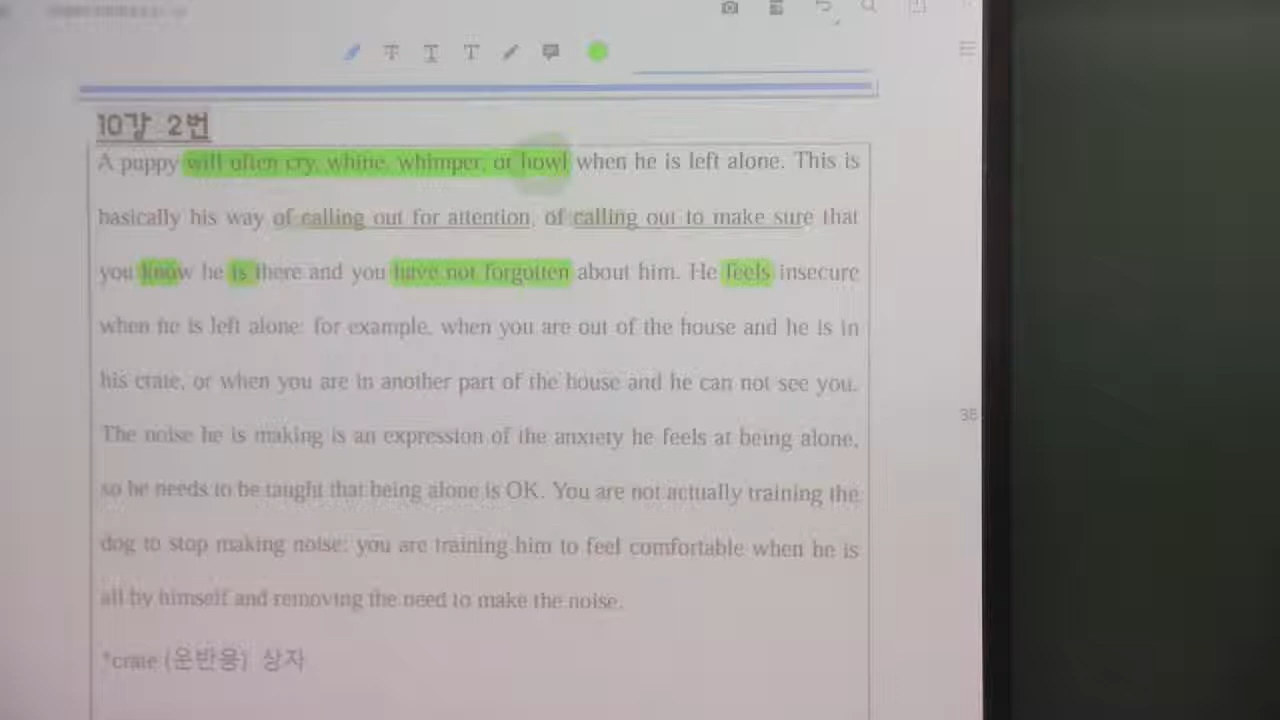 10강 2번
A puppy will often cry, whine, whimper, or howl when he is left alone. This is
basically his way of calling out for attention, of calling out to make sure that
you know he is there and you have not forgotten about him. He feels insecure
when he is left alone: for example, when you are out of the house and he is in
his crate, or when you are in another part of the house and he can not see you.
The noise he is making is an expression of the anxiety he feels at being alone,
so he needs to be taught that being alone is OK. You are not actually training the
dog to stop making noise; you are training him to feel comfortable when he is
all by himself and removing the need to make the noise.
*crate (운반용) 상자
36